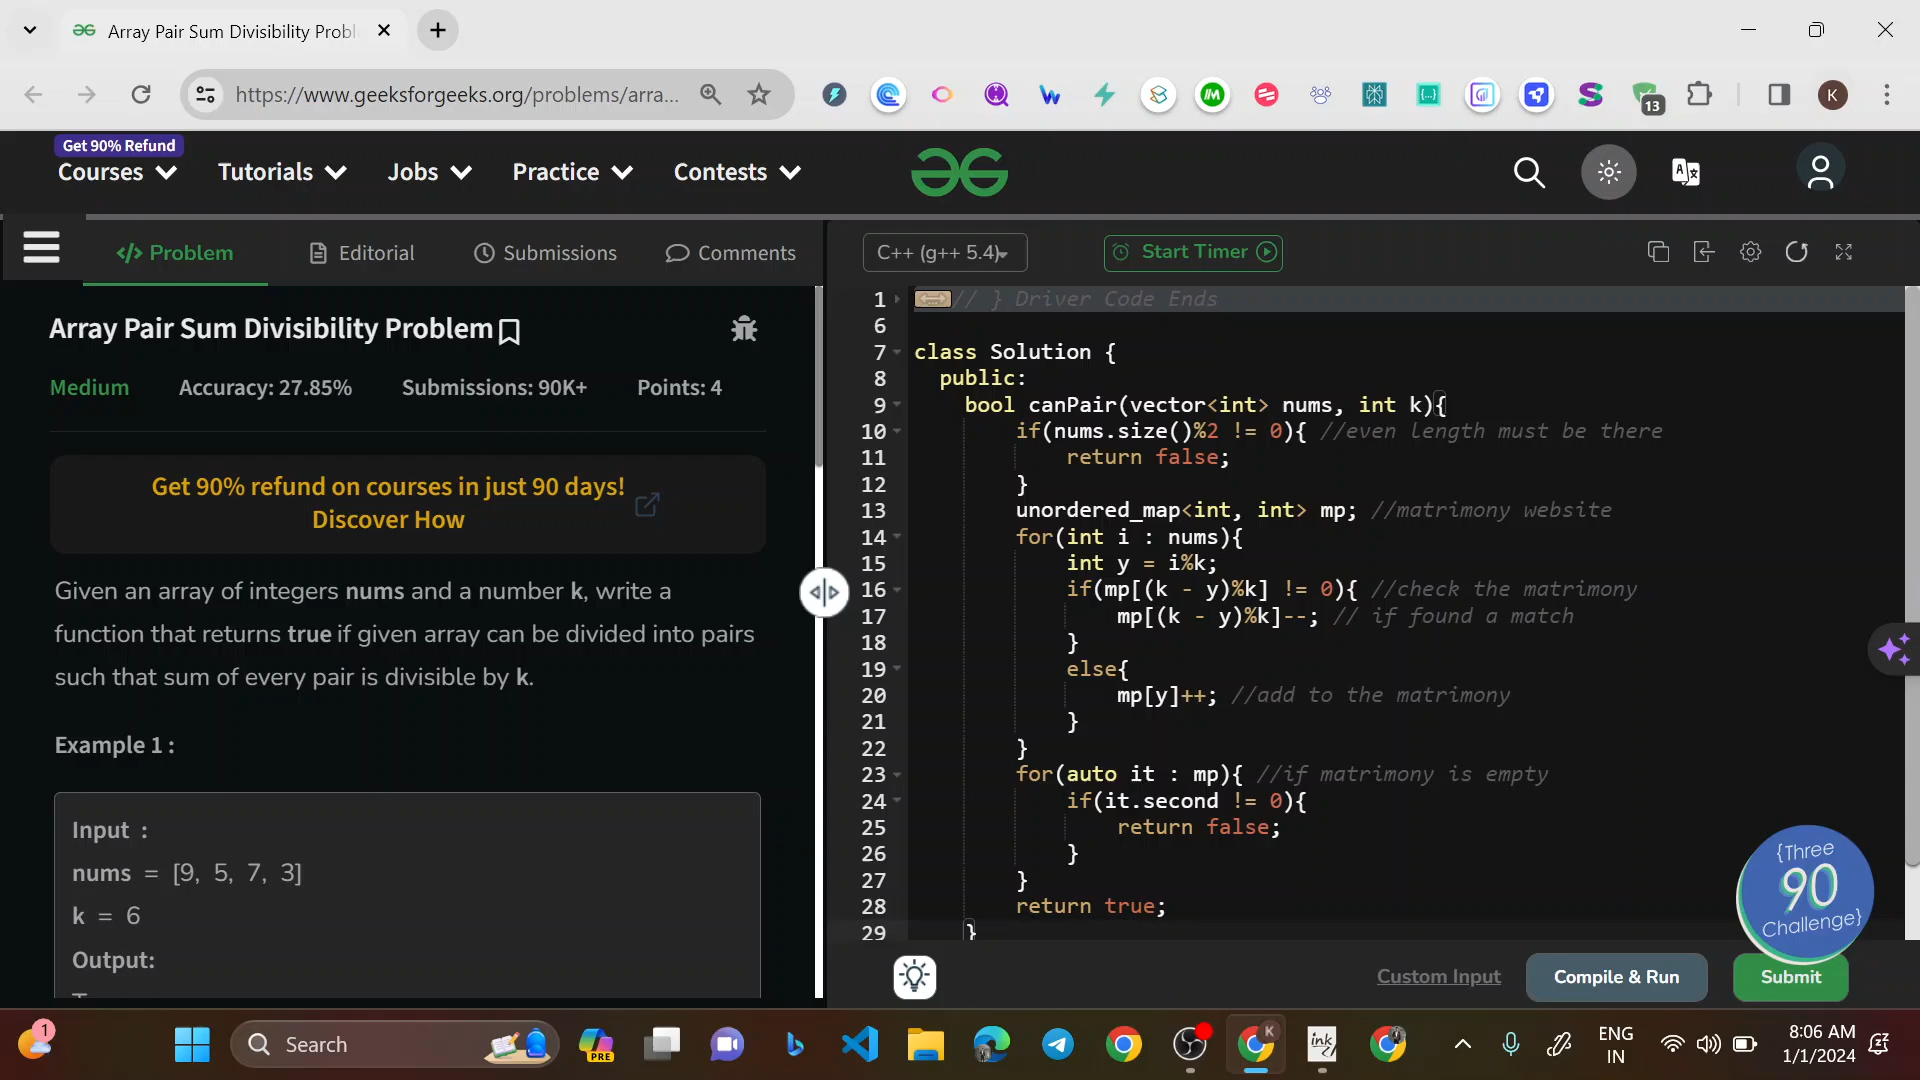 Array Pair Sum Divisibility Probl
https://www.geeksforgeeks.org/problems/arra...
13
K
Get 90% Refund
Courses
Tutorials
Jobs
Practice
Contests
Problem
Editorial
Submissions
Comments
C++ (g++ 5.4)
Start Timer
Array Pair Sum Divisibility Problem
Medium
Accuracy: 27.85%
Submissions: 90K+
Points: 4
Get 90% refund on courses in just 90 days!
Discover How
Given an array of integers nums and a number k, write a
function that returns true if given array can be divided into pairs
such that sum of every pair is divisible by k.
Example 1 :
Input :
nums = [9, 5, 7, 3]
k = 6
Output:
1 // } Driver Code Ends
6
7 class Solution {
8 public:
9 bool canPair(vector<int> nums, int k){
10 if(nums.size()%2 != 0){ //even length must be there
11 return false;
12 }
13 unordered_map<int, int> mp; //matrimony website
14 for(int i : nums){
15 int y = i%k;
16 if(mp[(k - y)%k] != 0){ //check the matrimony
17 mp[(k - y)%k]--; // if found a match
18 }
19 else{
20 mp[y]++; //add to the matrimony
21 }
22 }
23 for(auto it : mp){ //if matrimony is empty
24 if(it.second != 0){
25 return false;
26 }
27 }
28 return true;
29 }
{Three
90
Challenge}
Custom Input
Compile & Run
Submit
1
Search
PRE
K
ink
ENG
IN
8:06 AM
1/1/2024